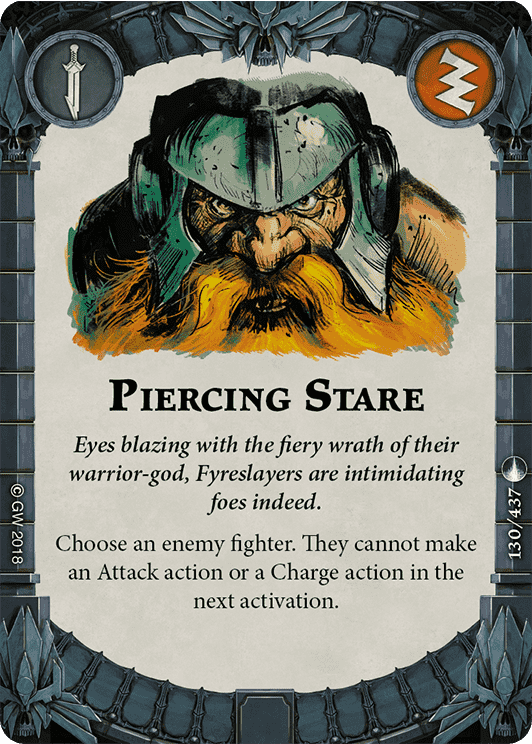 PIERCING STARE
Eyes blazing with the fiery wrath of their
warrior-god, Fyreslayers are intimidating
foes indeed.
Choose an enemy fighter. They cannot make
an Attack action or a Charge action in the
next activation.
© GW 2018
130/437